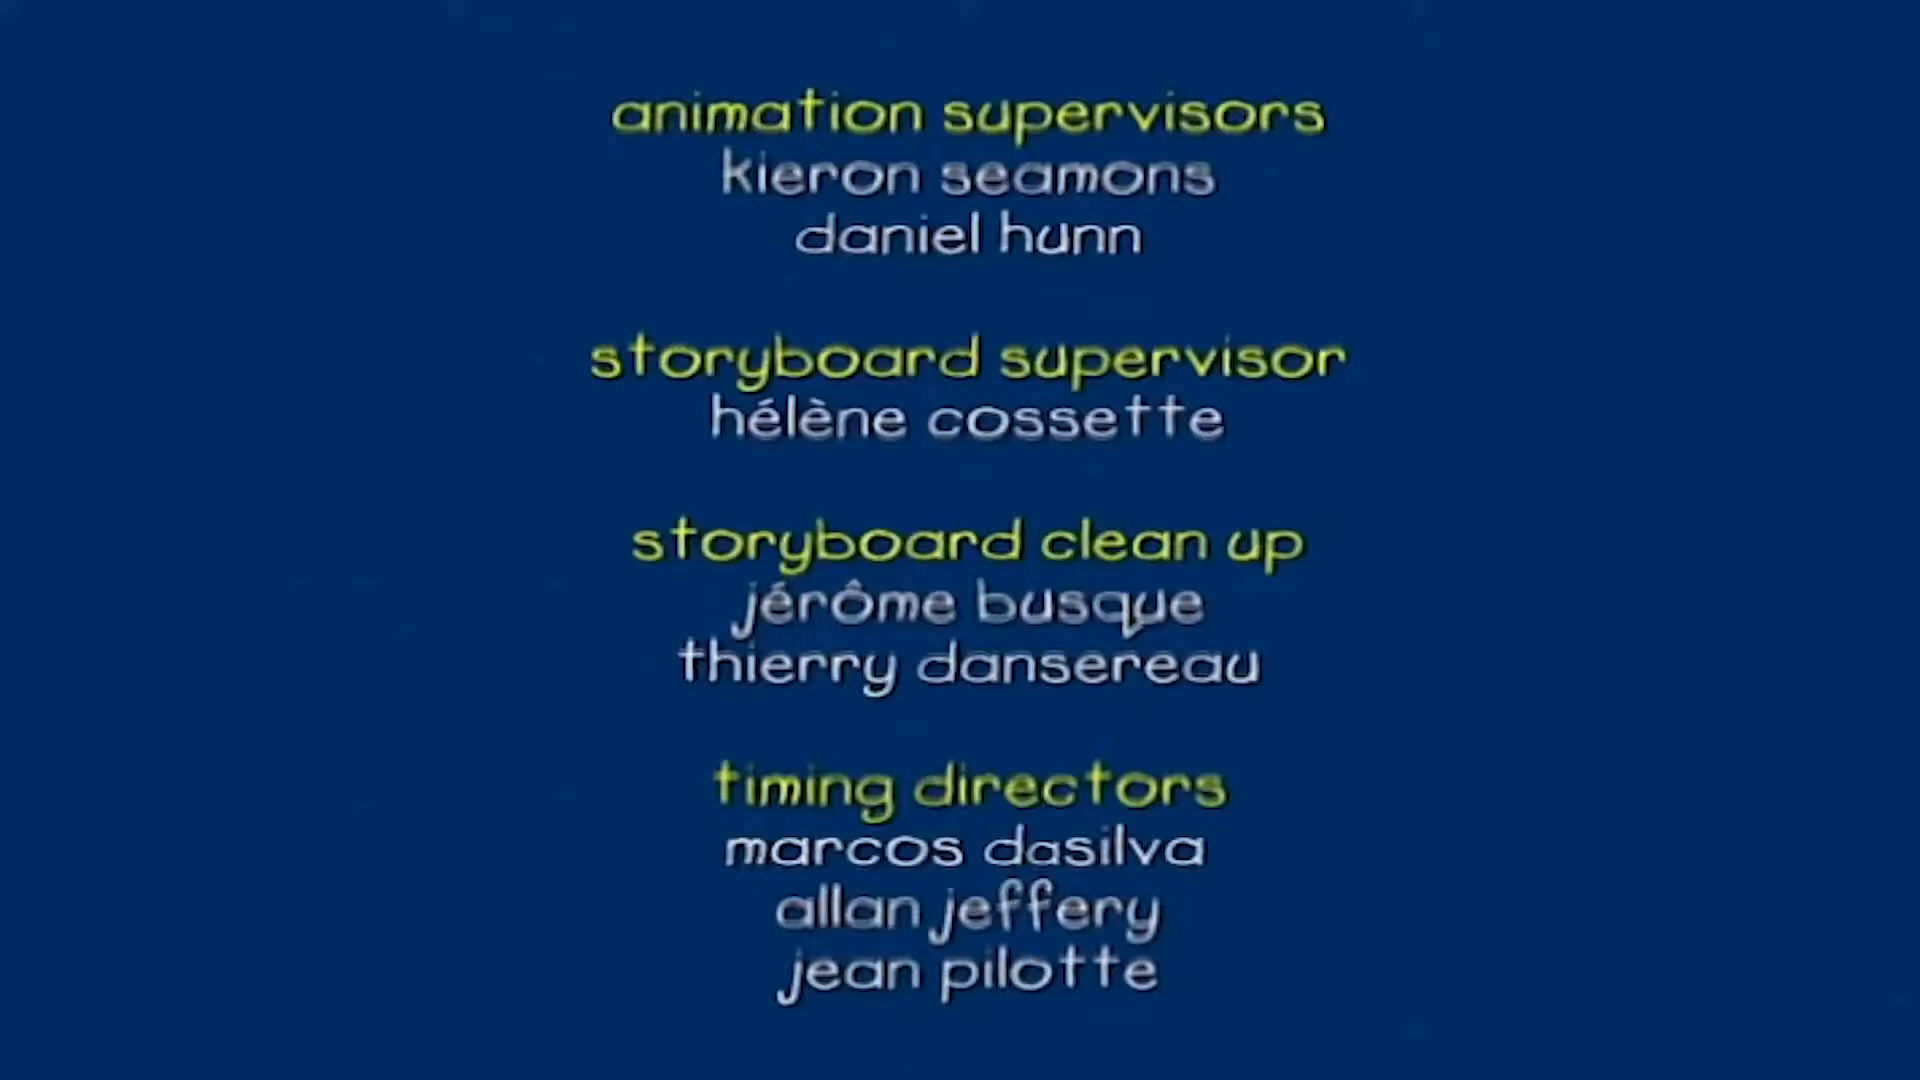 animation supervisors
kieron seamons
daniel hunn
storyboard supervisor
hélène cossette
storyboard clean up
jérôme busque
thierry dansereau
timing directors
marcos dasilva
allan jeffery
jean pilotte